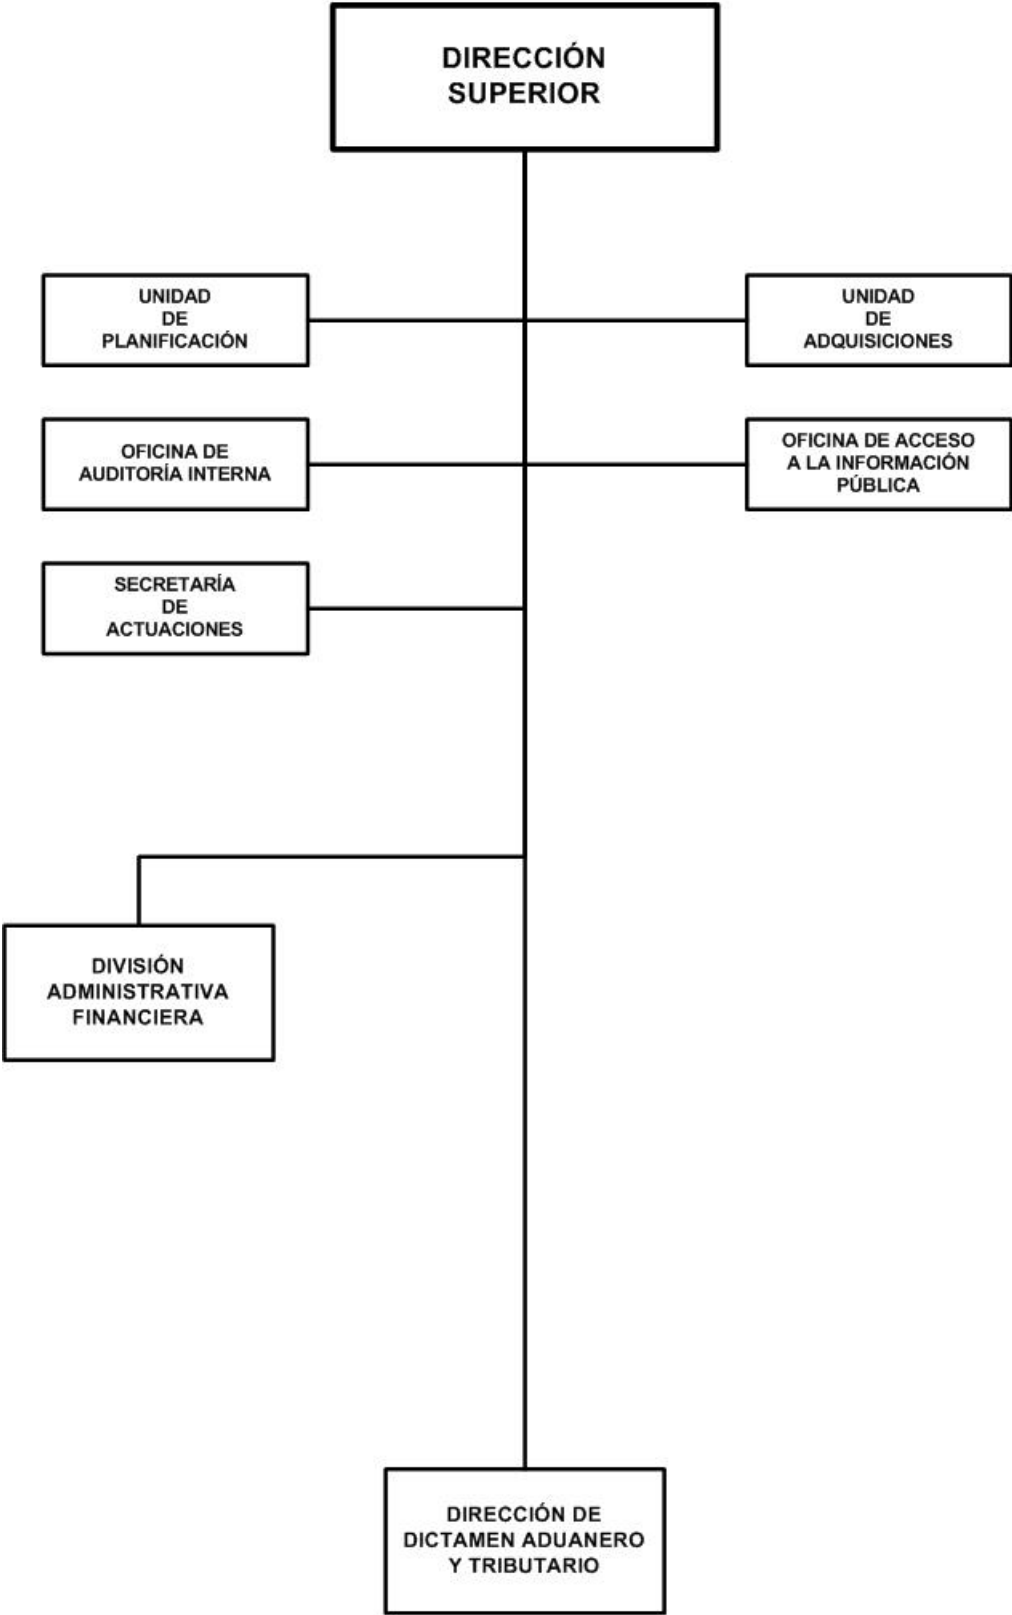 DIRECCIÓN
SUPERIOR
UNIDAD
DE
PLANIFICACIÓN
UNIDAD
DE
ADQUISICIONES
OFICINA DE
AUDITORÍA INTERNA
OFICINA DE ACCESO
A LA INFORMACIÓN
PÚBLICA
SECRETARÍA
DE
ACTUACIONES
DIVISIÓN
ADMINISTRATIVA
FINANCIERA
DIRECCIÓN DE
DICTAMEN ADUANERO
Y TRIBUTARIO